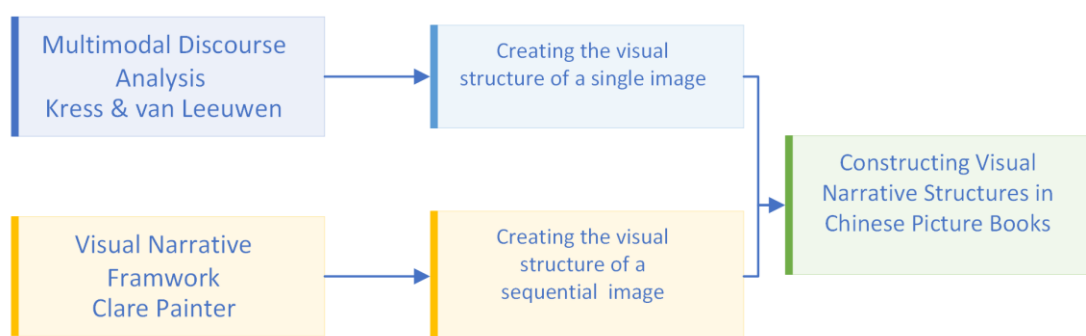 Multimodal Discourse
Analysis
Kress & van Leeuwen
Creating the visual
structure of a single image
Visual Narrative
Framwork
Clare Painter
Creating the visual
structure of a
sequential image
Constructing Visual
Narrative Structures in
Chinese Picture Books